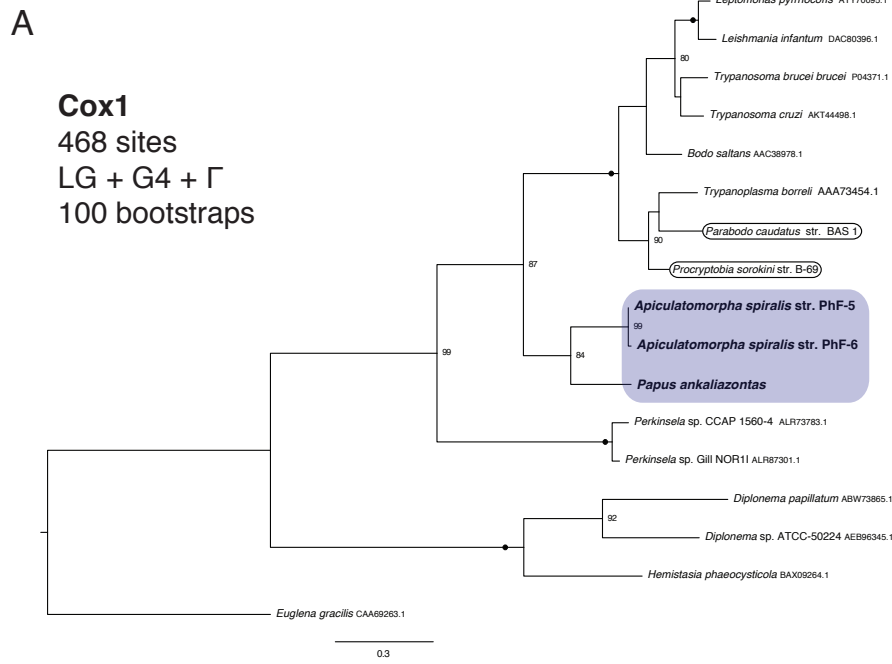 A
Leptomonas pyrrhocoris
Leishmania infantum DAC80396.1
80
Trypanosoma brucei brucei P04371.1
Cox1
468 sites
LG + G4 + Γ
100 bootstraps
Trypanosoma cruzi AKT44498.1
Bodo saltans AAC38978.1
Trypanoplasma borreli AAA73454.1
Parabodo caudatus str. BAS 1
90
Procryptobia sorokini str. B-69
87
Apiculatomorpha spiralis str. PhF-5
99
Apiculatomorpha spiralis str. PhF-6
99
84
Papus ankaliazontas
Perkinsela sp. CCAP 1560-4 ALR73783.1
Perkinsela sp. Gill NOR1I ALR87301.1
Diplonema papillatum ABW73865.1
92
Diplonema sp. ATCC-50224 AEB96345.1
Hemistasia phaeocysticola BAX09264.1
Euglena gracilis CAA69263.1
0.3